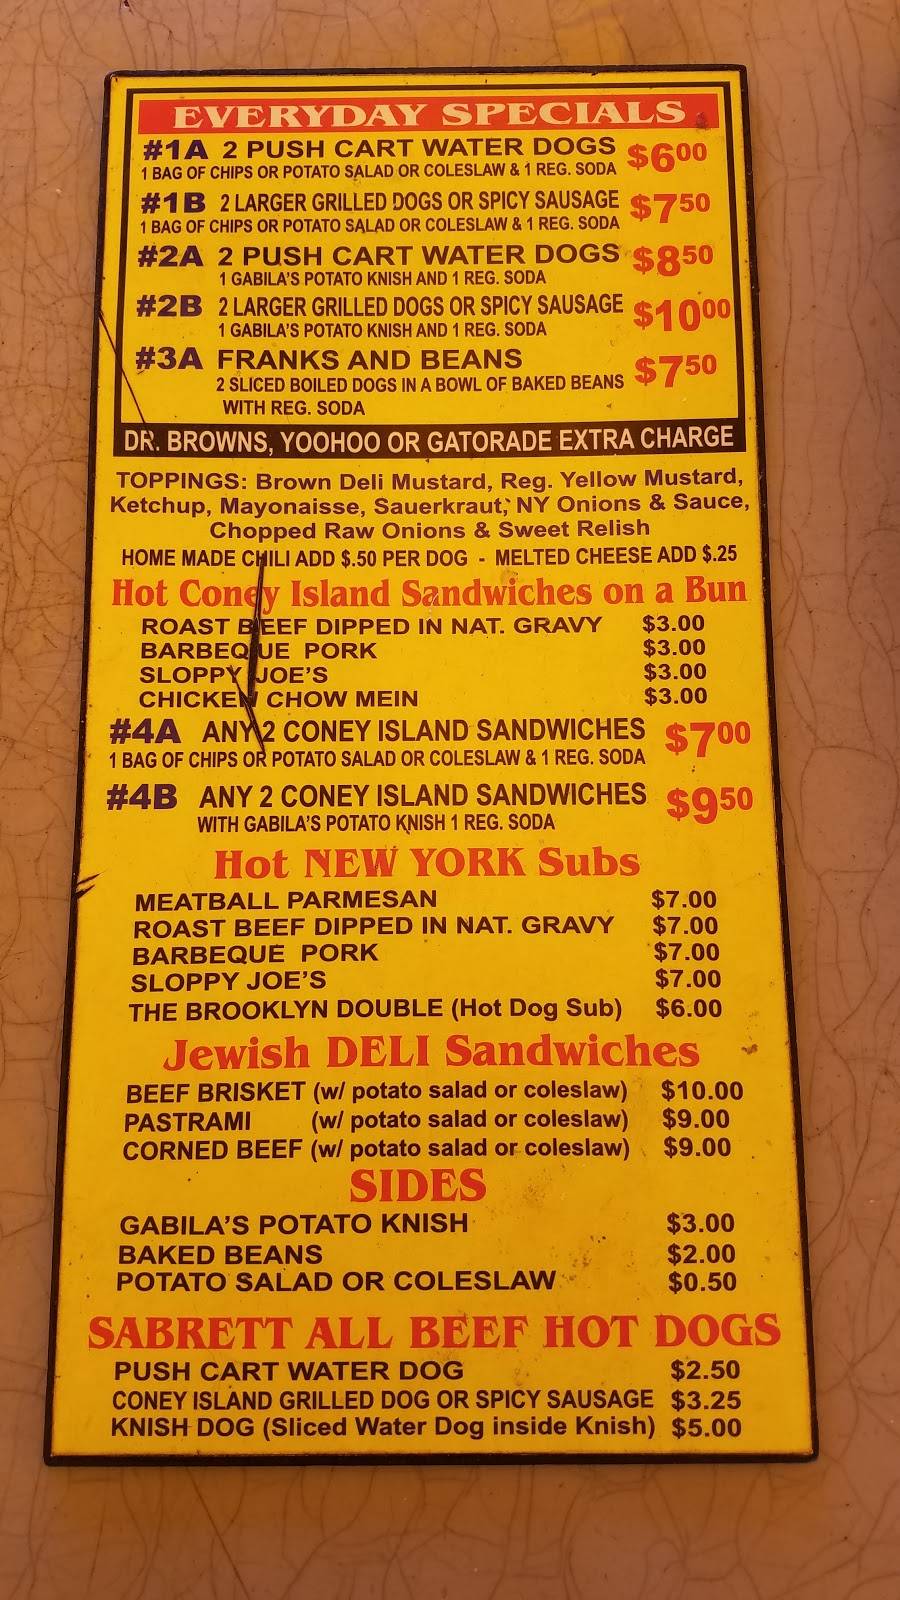 EVERYDAY SPECIALS
#1A 2 PUSH CART WATER DOGS $600
1 BAG OF CHIPS OR POTATO SALAD OR COLESLAW & 1 REG. SODA
#1B 2 LARGER GRILLED DOGS OR SPICY SAUSAGE $750
1 BAG OF CHIPS OR POTATO SALAD OR COLESLAW & 1 REG. SODA
#2A 2 PUSH CART WATER DOGS $850
1 GABILA'S POTATO KNISH AND 1 REG. SODA
#2B 2 LARGER GRILLED DOGS OR SPICY SAUSAGE $1000
1 GABILA'S POTATO KNISH AND 1 REG. SODA
#3A FRANKS AND BEANS $750
2 SLICED BOILED DOGS IN A BOWL OF BAKED BEANS
WITH REG. SODA
DR. BROWNS, YOOHOO OR GATORADE EXTRA CHARGE
TOPPINGS: Brown Deli Mustard, Reg. Yellow Mustard,
Ketchup, Mayonaisse, Sauerkraut, NY Onions & Sauce,
Chopped Raw Onions & Sweet Relish
HOME MADE CHILI ADD $.50 PER DOG - MELTED CHEESE ADD $.25
Hot Coney Island Sandwiches on a Bun
ROAST BEEF DIPPED IN NAT. GRAVY $3.00
BARBEQUE PORK $3.00
SLOPPY JOE'S $3.00
CHICKEN CHOW MEIN $3.00
#4A ANY 2 CONEY ISLAND SANDWICHES $700
1 BAG OF CHIPS OR POTATO SALAD OR COLESLAW & 1 REG. SODA
#4B ANY 2 CONEY ISLAND SANDWICHES $950
WITH GABILA'S POTATO KNISH 1 REG. SODA
Hot NEW YORK Subs
MEATBALL PARMESAN $7.00
ROAST BEEF DIPPED IN NAT. GRAVY $7.00
BARBEQUE PORK $7.00
SLOPPY JOE'S $7.00
THE BROOKLYN DOUBLE (Hot Dog Sub) $6.00
Jewish DELI Sandwiches
BEEF BRISKET (w/ potato salad or coleslaw) $10.00
PASTRAMI (w/ potato salad or coleslaw) $9.00
CORNED BEEF (w/ potato salad or coleslaw) $9.00
SIDES
GABILA'S POTATO KNISH $3.00
BAKED BEANS $2.00
POTATO SALAD OR COLESLAW $0.50
SABRETT ALL BEEF HOT DOGS
PUSH CART WATER DOG $2.50
CONEY ISLAND GRILLED DOG OR SPICY SAUSAGE $3.25
KNISH DOG (Sliced Water Dog inside Knish) $5.00